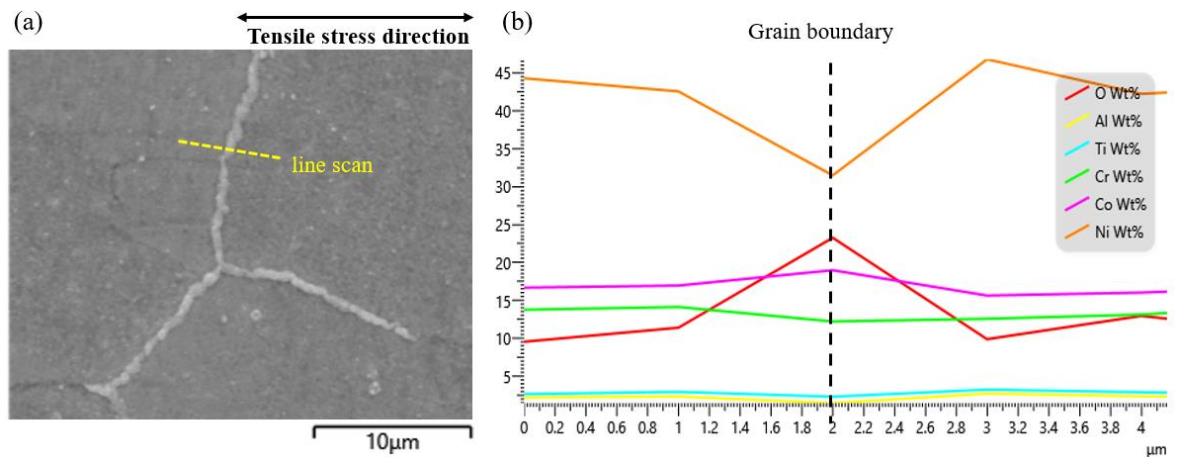 (a)
Tensile stress direction
line scan
10μm
(b)
Grain boundary
45
40
35
30
25
20
15
10
5
O Wt%
Al Wt%
Ti Wt%
Cr Wt%
Co Wt%
Ni Wt%
0 0.2 0.4 0.6 0.8 1 1.2 1.4 1.6 1.8 2 2.2 2.4 2.6 2.8 3 3.2 3.4 3.6 3.8 4
μm